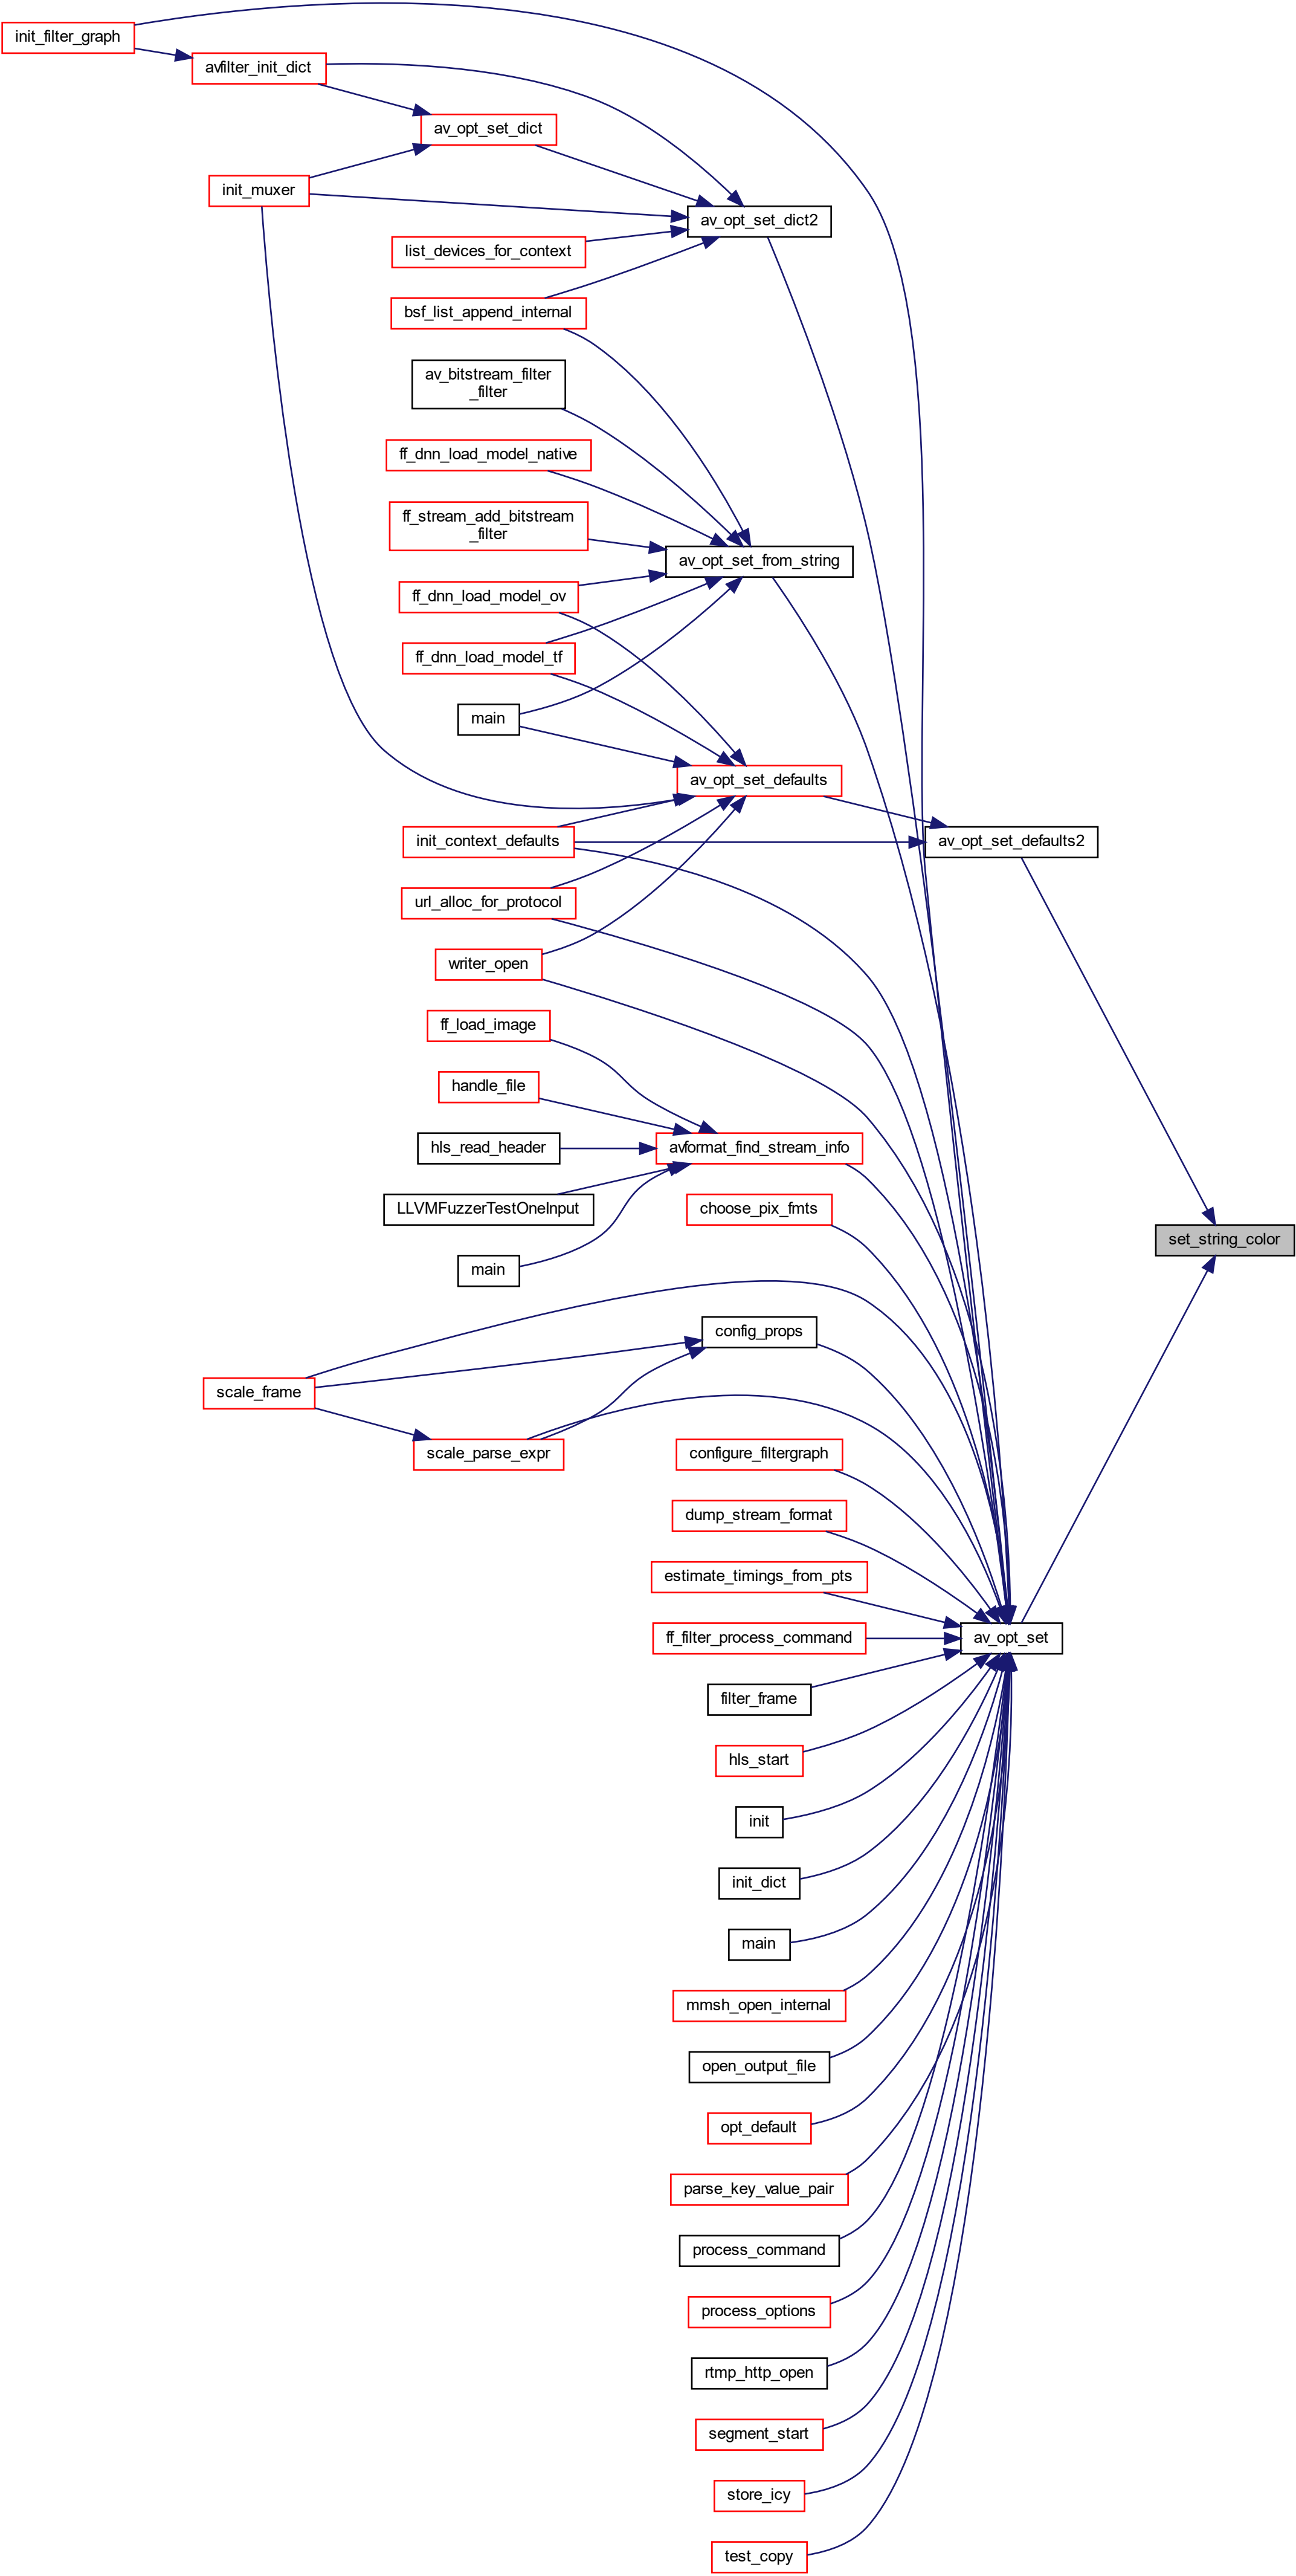 init_filter_graph
avfilter_init_dict
av_opt_set_dict
init_muxer
av_opt_set_dict2
list_devices_for_context
bsf_list_append_internal
av_bitstream_filter
_filter
ff_dnn_load_model_native
ff_stream_add_bitstream
_filter
av_opt_set_from_string
ff_dnn_load_model_ov
ff_dnn_load_model_tf
main
av_opt_set_defaults
init_context_defaults
av_opt_set_defaults2
url_alloc_for_protocol
writer_open
ff_load_image
handle_file
hls_read_header
avformat_find_stream_info
LLVMFuzzerTestOneInput
choose_pix_fmts
set_string_color
main
config_props
scale_frame
scale_parse_expr
configure_filtergraph
dump_stream_format
estimate_timings_from_pts
ff_filter_process_command
av_opt_set
filter_frame
hls_start
init
init_dict
main
mmsh_open_internal
open_output_file
opt_default
parse_key_value_pair
process_command
process_options
rtmp_http_open
segment_start
store_icy
test_copy